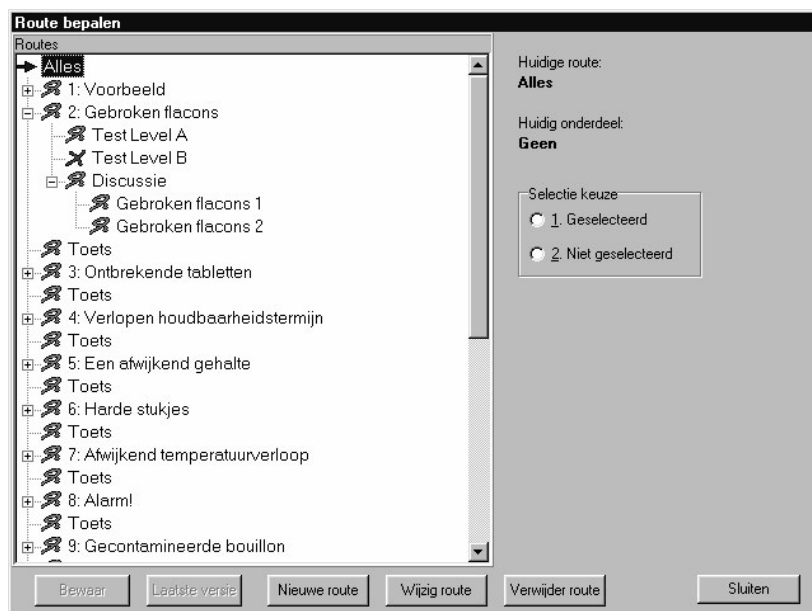 Route bepalen
Routes
Alles
1: Voorbeeld
2: Gebroken flacons
Test Level A
Test Level B
Discussie
Gebroken flacons 1
Gebroken flacons 2
Toets
3: Ontbrekende tabletten
Toets
4: Verlopen houdbaarheidstermijn
Toets
5: Een afwijkend gehalte
Toets
6: Harde stukjes
Toets
7: Afwijkend temperatuurverloop
Toets
8: Alarm!
Toets
9: Gecontamineerde bouillon
Huidige route:
Alles
Huidig onderdeel:
Geen
Selectie keuze
1. Geselecteerd
2. Niet geselecteerd
Bewaar
Laatste versie
Nieuwe route
Wijzig route
Verwijder route
Sluiten